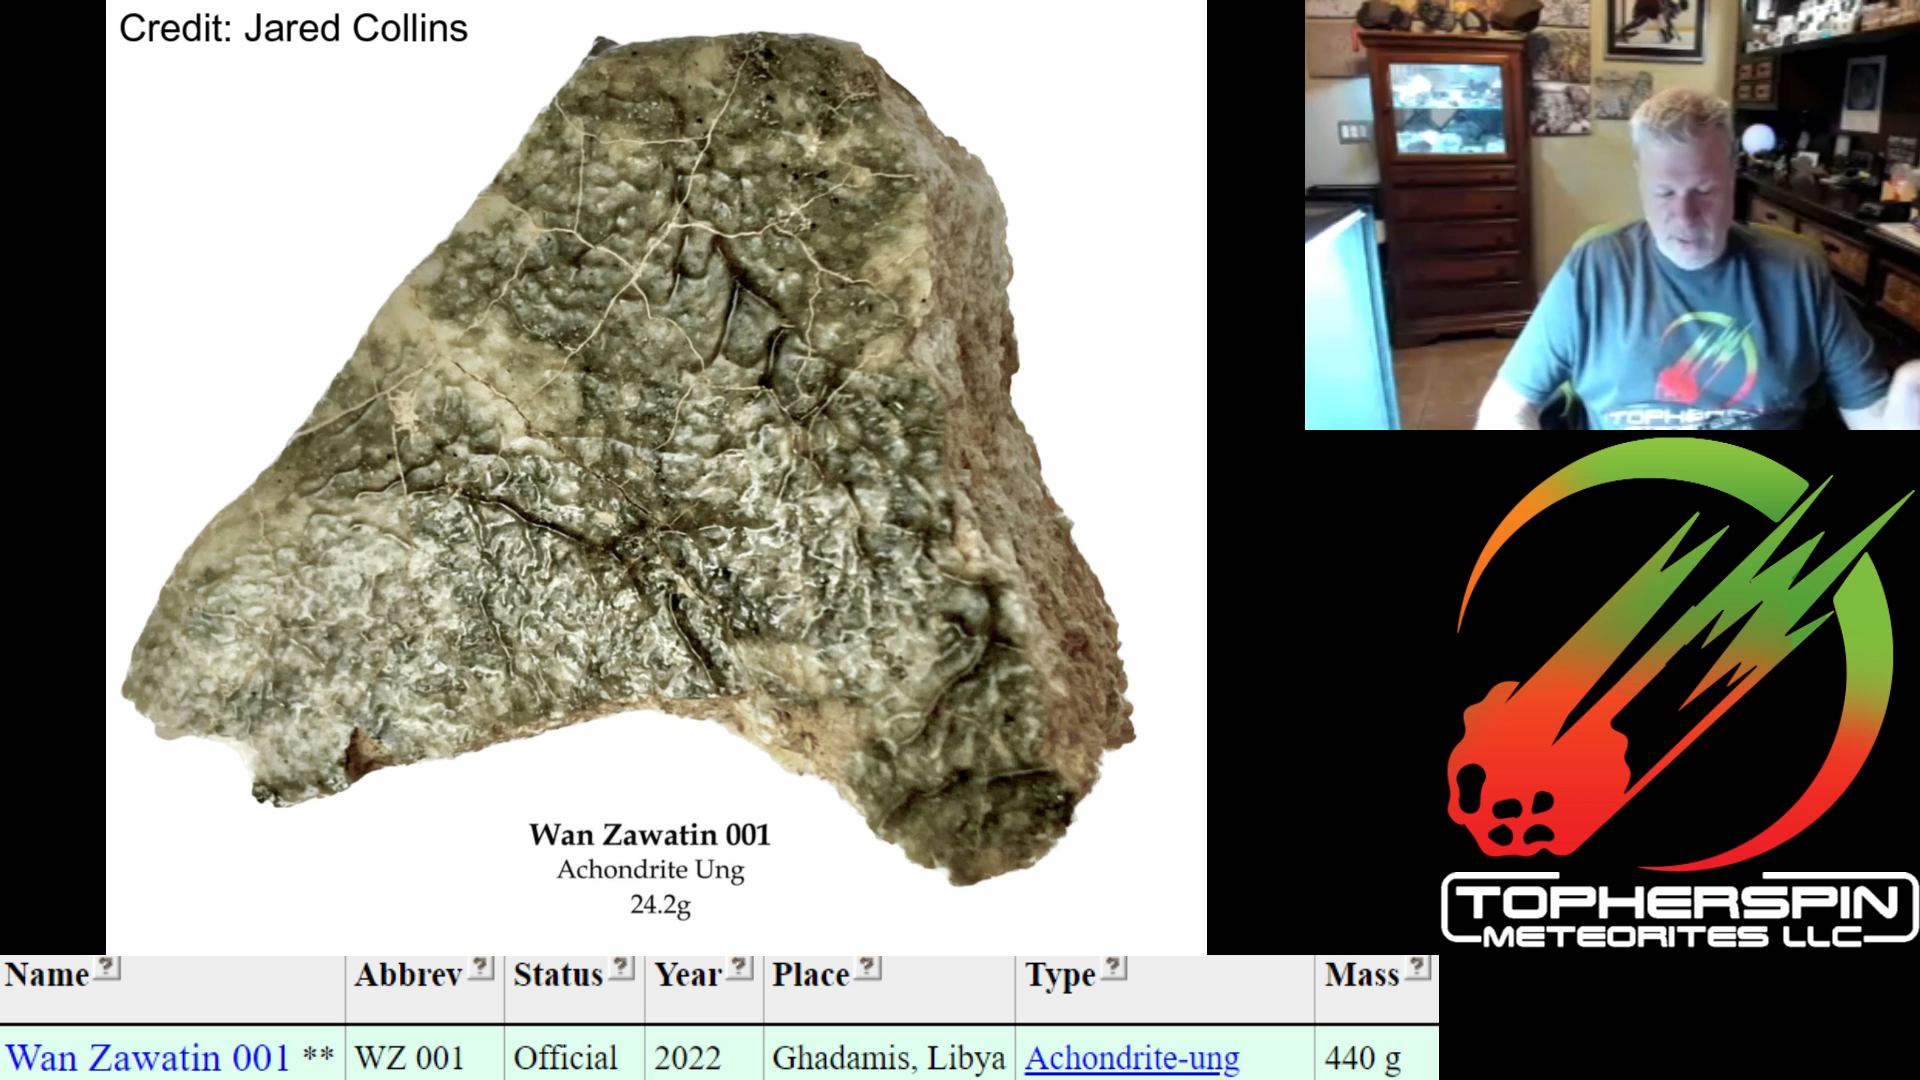 Credit: Jared Collins
Wan Zawatin 001
Achondrite Ung
24.2g
TOPHERSPIN
METEORITES LLC
Name ? Abbrev ? Status ? Year ? Place ? Type ? Mass ?
Wan Zawatin 001 ** WZ 001 Official 2022 Ghadamis, Libya Achondrite-ung 440 g